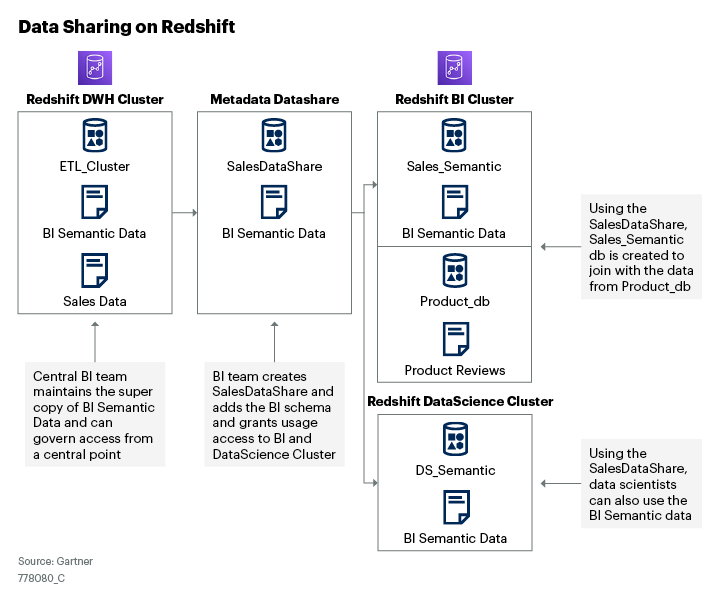 Data Sharing on Redshift
Redshift DWH Cluster
ETL_Cluster
BI Semantic Data
Sales Data
Central BI team
maintains the super
copy of BI Semantic
Data and can
govern access from
a central point
Metadata Datashare
SalesDataShare
BI Semantic Data
BI team creates
SalesDataShare and
adds the BI schema
and grants usage
access to BI and
DataScience Cluster
Redshift BI Cluster
Sales_Semantic
BI Semantic Data
Product_db
Product Reviews
Using the
SalesDataShare,
Sales_Semantic
db is created to
join with the data
from Product_db
Redshift DataScience Cluster
DS_Semantic
BI Semantic Data
Using the
SalesDataShare,
data scientists
can also use the
BI Semantic data
Source: Gartner
778080_C